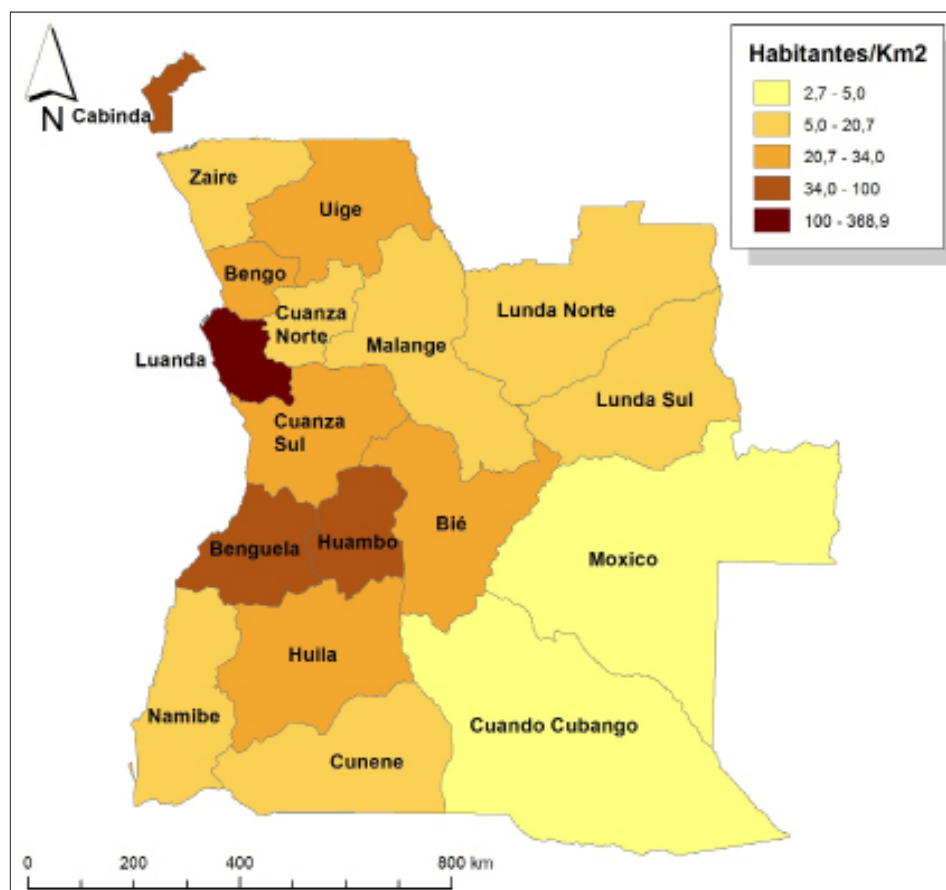 Habitantes/Km2
2,7 - 5,0
5,0 - 20,7
20,7 - 34,0
34,0 - 100
100 - 368,9
N
Cabinda
Zaire
Uige
Bengo
Cuanza
Norte
Lunda Norte
Malange
Luanda
Lunda Sul
Cuanza
Sul
Bié
Benguela
Huambo
Moxico
Huila
Namibe
Cuando Cubango
Cunene
0 200 400 800 km